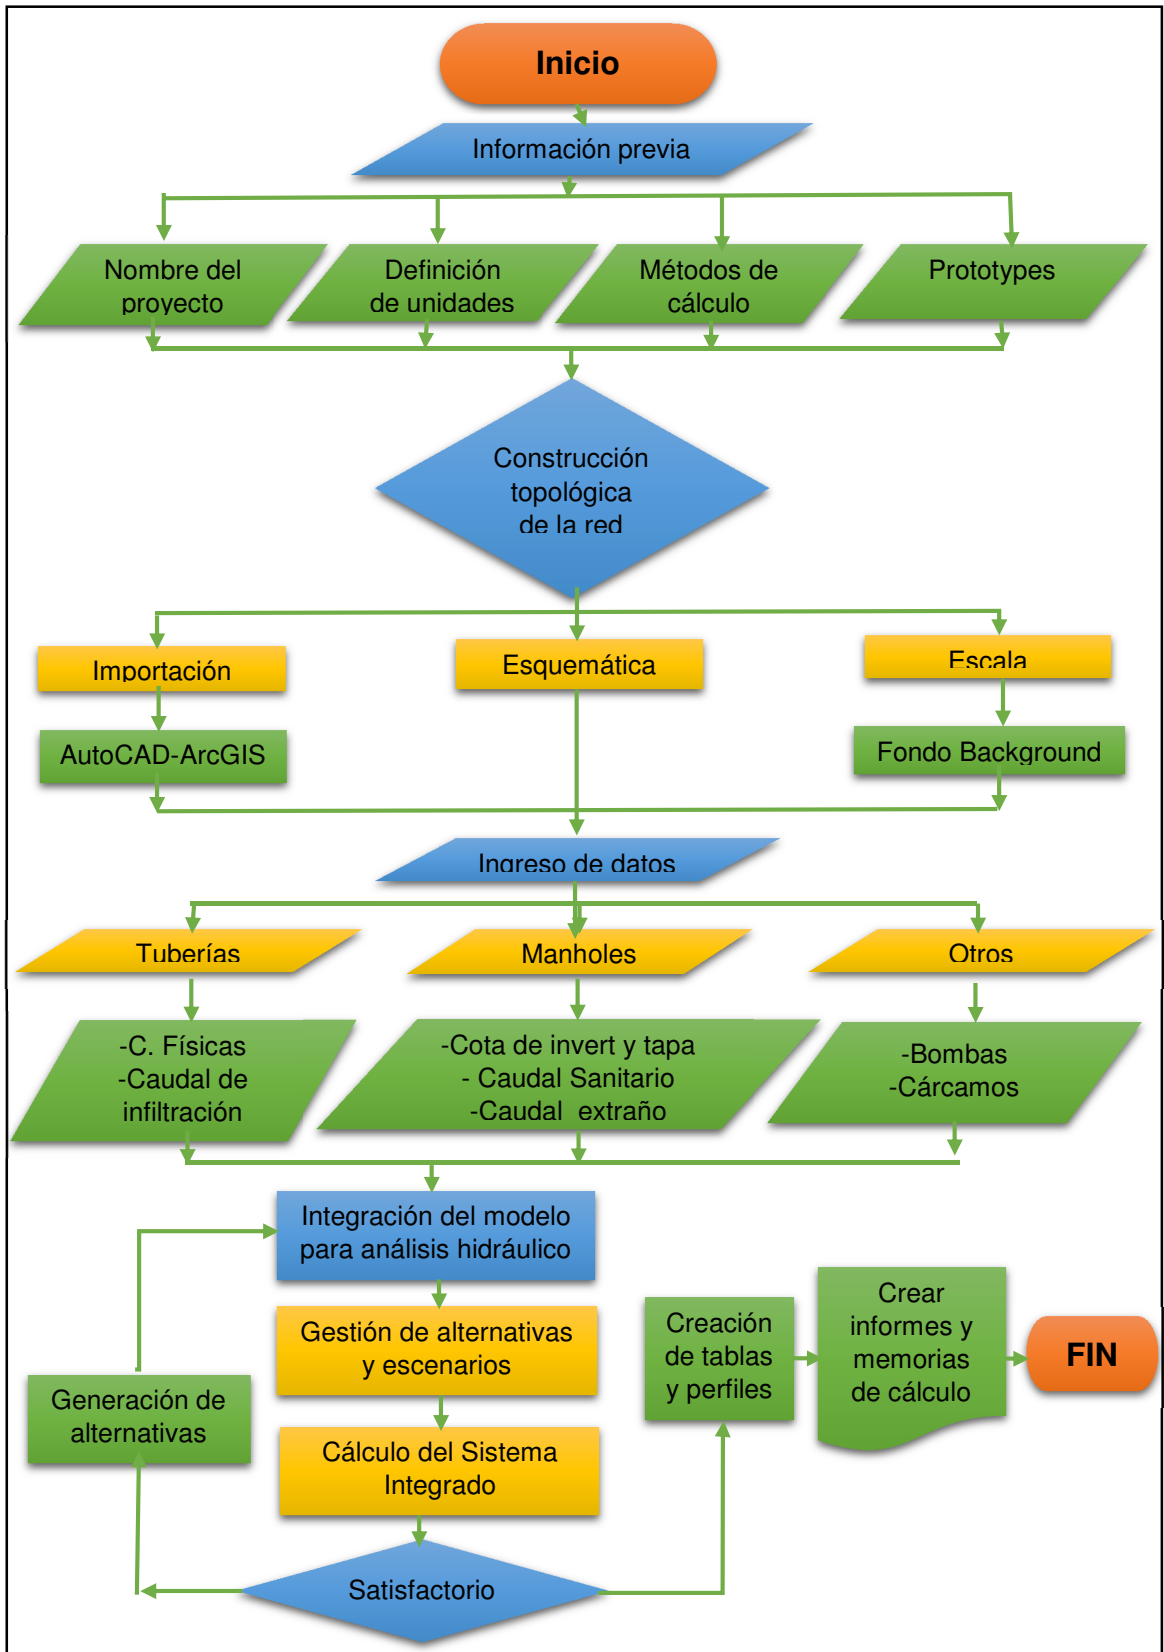 Inicio
Información previa
Nombre del
proyecto
Definición
de unidades
Métodos de
cálculo
Prototypes
Construcción
topológica
de la red
Importación
Esquemática
Escala
AutoCAD-ArcGIS
Fondo Background
Ingreso de datos
Tuberías
Manholes
Otros
-C. Físicas
-Caudal de
infiltración
-Cota de invert y tapa
- Caudal Sanitario
-Caudal extraño
-Bombas
-Cárcamos
Integración del modelo
para análisis hidráulico
Gestión de alternativas
y escenarios
Cálculo del Sistema
Integrado
Satisfactorio
Generación de
alternativas
Creación
de tablas
y perfiles
Crear
informes y
memorias
de cálculo
FIN